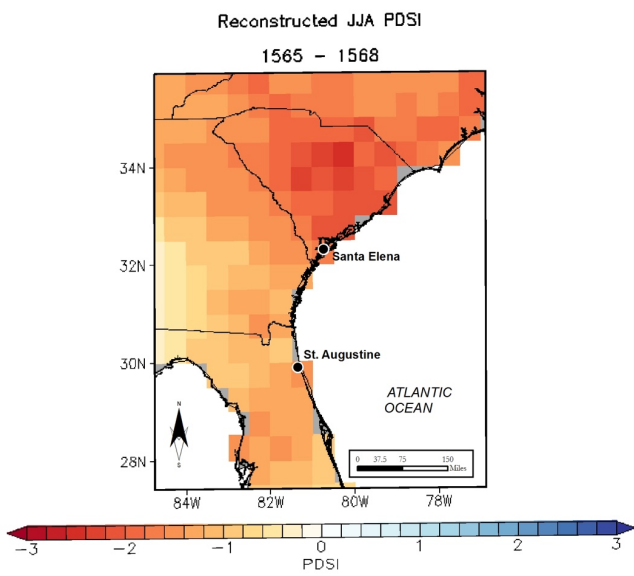 Reconstructed JJA PDSI
1565 – 1568
34N
32N
30N
28N
Santa Elena
St. Augustine
ATLANTIC
OCEAN
N
S
0 37.5 75 150
Miles
84W 82W 80W 78W
−3 −2 −1 0 1 2 3
PDSI